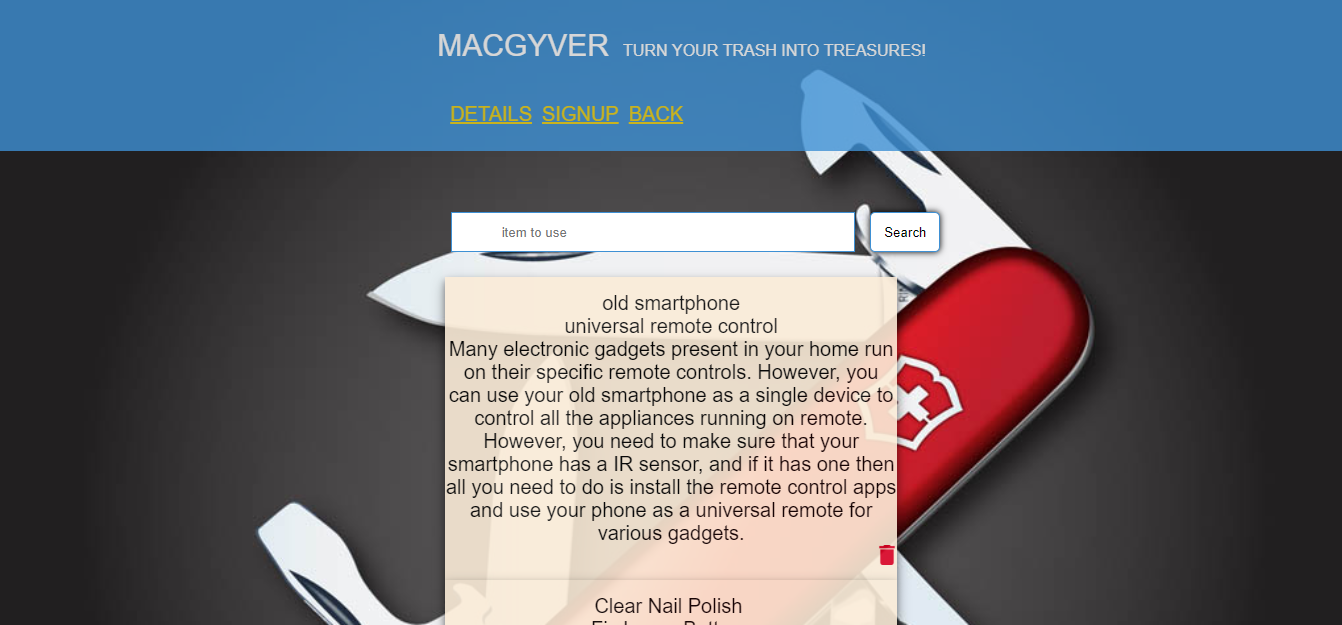 MACGYVER TURN YOUR TRASH INTO TREASURES!
DETAILS SIGNUP BACK
item to use
Search
old smartphone
universal remote control
Many electronic gadgets present in your home run
on their specific remote controls. However, you
can use your old smartphone as a single device to
control all the appliances running on remote.
However, you need to make sure that your
smartphone has a IR sensor, and if it has one then
all you need to do is install the remote control apps
and use your phone as a universal remote for
various gadgets.
Clear Nail Polish